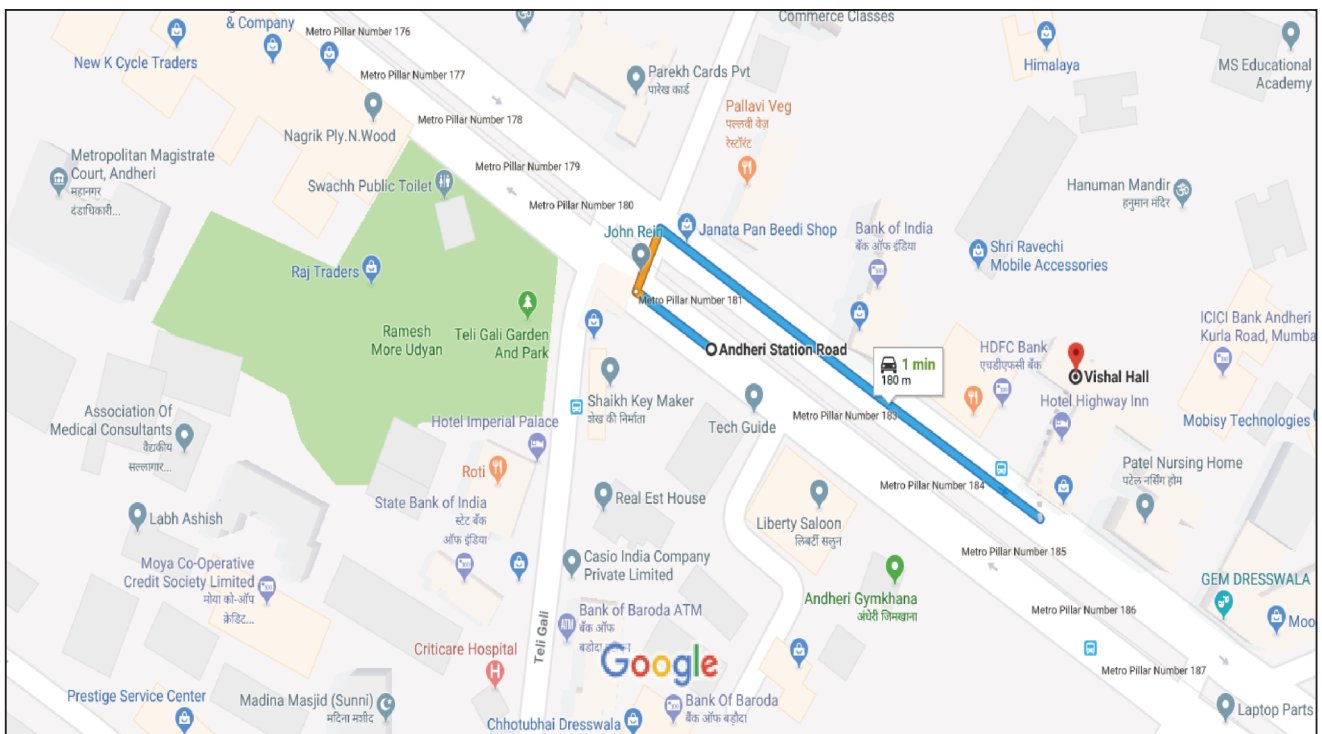 & Company
Metro Pillar Number 176
Commerce Classes
New K Cycle Traders
Metro Pillar Number 177
Himalaya
MS Educational
Academy
Parekh Cards Pvt
पारेख कार्ड
Nagrik Ply.N.Wood
Metro Pillar Number 178
Pallavi Veg
पल्लवी वेज़
रेस्टॉरंट
Metropolitan Magistrate
Court, Andheri
महानगर
दंडाधिकारी...
Swachh Public Toilet
Metro Pillar Number 179
Hanuman Mandir
हनुमान मंदिर
Metro Pillar Number 180
John Rein
Janata Pan Beedi Shop
Bank of India
बँक ऑफ इंडिया
Shri Ravechi
Mobile Accessories
Raj Traders
Metro Pillar Number 181
Ramesh
More Udyan
Teli Gali Garden
And Park
Andheri Station Road
ICICI Bank Andheri
Kurla Road, Mumba
HDFC Bank
एचडीएफसी बँक
1 min
180 m
Vishal Hall
Hotel Highway Inn
Shaikh Key Maker
शेख की निर्माता
Metro Pillar Number 183
Tech Guide
Mobisy Technologies
Association Of
Medical Consultants
वैद्यकीय
सल्लागार...
Hotel Imperial Palace
Roti
Patel Nursing Home
पटेल नर्सिंग होम
Metro Pillar Number 184
State Bank of India
स्टेट बँक
ऑफ इंडिया
Real Est House
Labh Ashish
Liberty Saloon
लिबर्टी सलुन
Metro Pillar Number 185
Casio India Company
Private Limited
Moya Co-Operative
Credit Society Limited
मोया को-ऑप
क्रेडिट...
GEM DRESSWALA
Andheri Gymkhana
अंधेरी जिमखाना
Metro Pillar Number 186
Bank of Baroda ATM
बँक ऑफ
बडोदा
ATM
Moo
Teli Gali
Criticare Hospital
H
Google
Metro Pillar Number 187
Prestige Service Center
Madina Masjid (Sunni)
मदिना मशीद
Bank Of Baroda
बैंक ऑफ बड़ौदा
Chhotubhai Dresswala
Laptop Parts